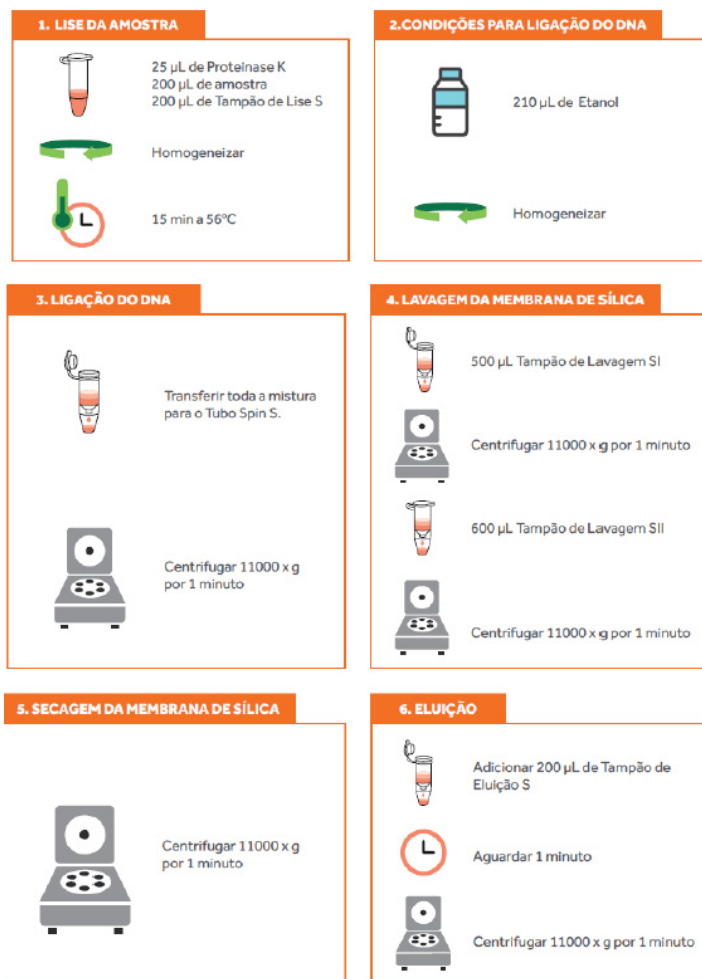 1. LISE DA AMOSTRA
25 µL de Proteinase K
200 µL de amostra
200 µL de Tampão de Lise S
Homogeneizar
15 min a 56ºC
2.CONDIÇÕES PARA LIGAÇÃO DO DNA
210 µL de Etanol
Homogeneizar
3. LIGAÇÃO DO DNA
Transferir toda a mistura
para o Tubo Spin S.
Centrifugar 11000 x g
por 1 minuto
4. LAVAGEM DA MEMBRANA DE SÍLICA
500 µL Tampão de Lavagem SI
Centrifugar 11000 x g por 1 minuto
600 µL Tampão de Lavagem SII
Centrifugar 11000 x g por 1 minuto
5. SECAGEM DA MEMBRANA DE SÍLICA
Centrifugar 11000 x g
por 1 minuto
6. ELUIÇÃO
Adicionar 200 µL de Tampão de
Eluição S
Aguardar 1 minuto
Centrifugar 11000 x g por 1 minuto